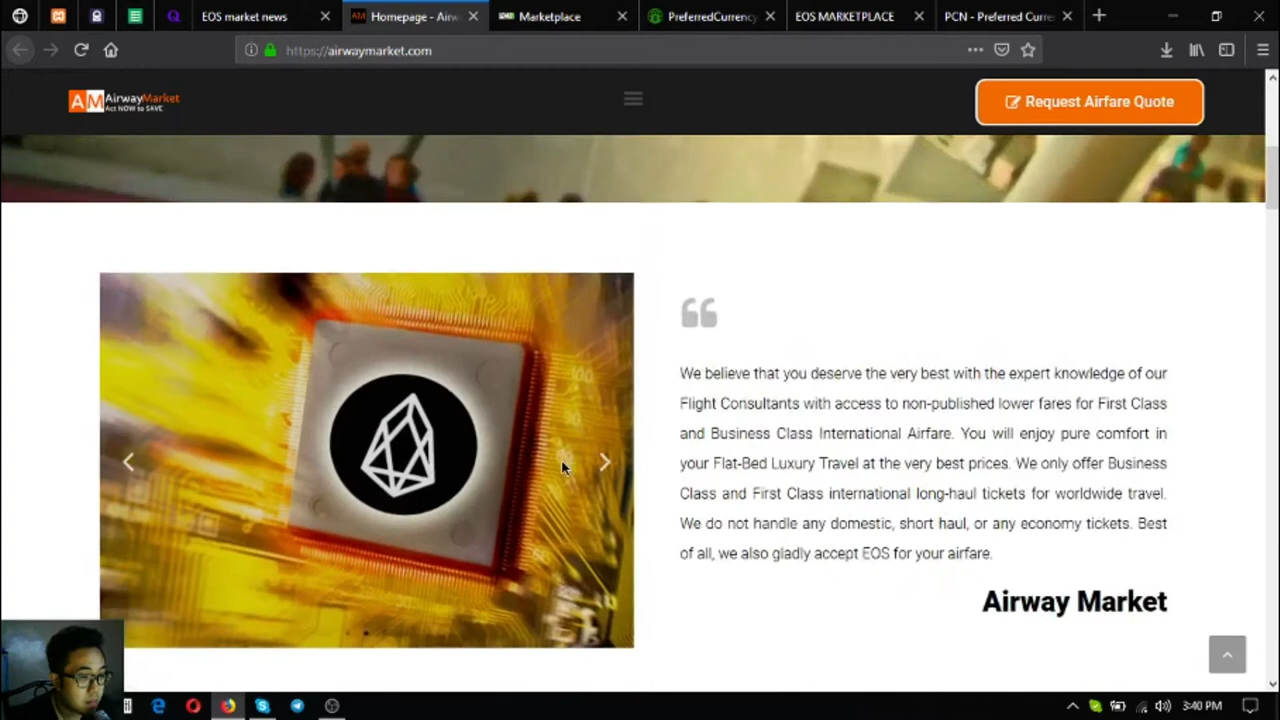 EOS market news
Homepage - Airw
Marketplace
PreferredCurrency
EOS MARKETPLACE
PCN - Preferred Curre
https://airwaymarket.com
AM AirwayMarket
Act NOW to SAVE
Request Airfare Quote
We believe that you deserve the very best with the expert knowledge of our
Flight Consultants with access to non-published lower fares for First Class
and Business Class International Airfare. You will enjoy pure comfort in
your Flat-Bed Luxury Travel at the very best prices. We only offer Business
Class and First Class international long-haul tickets for worldwide travel.
We do not handle any domestic, short haul, or any economy tickets. Best
of all, we also gladly accept EOS for your airfare.
Airway Market
3:40 PM